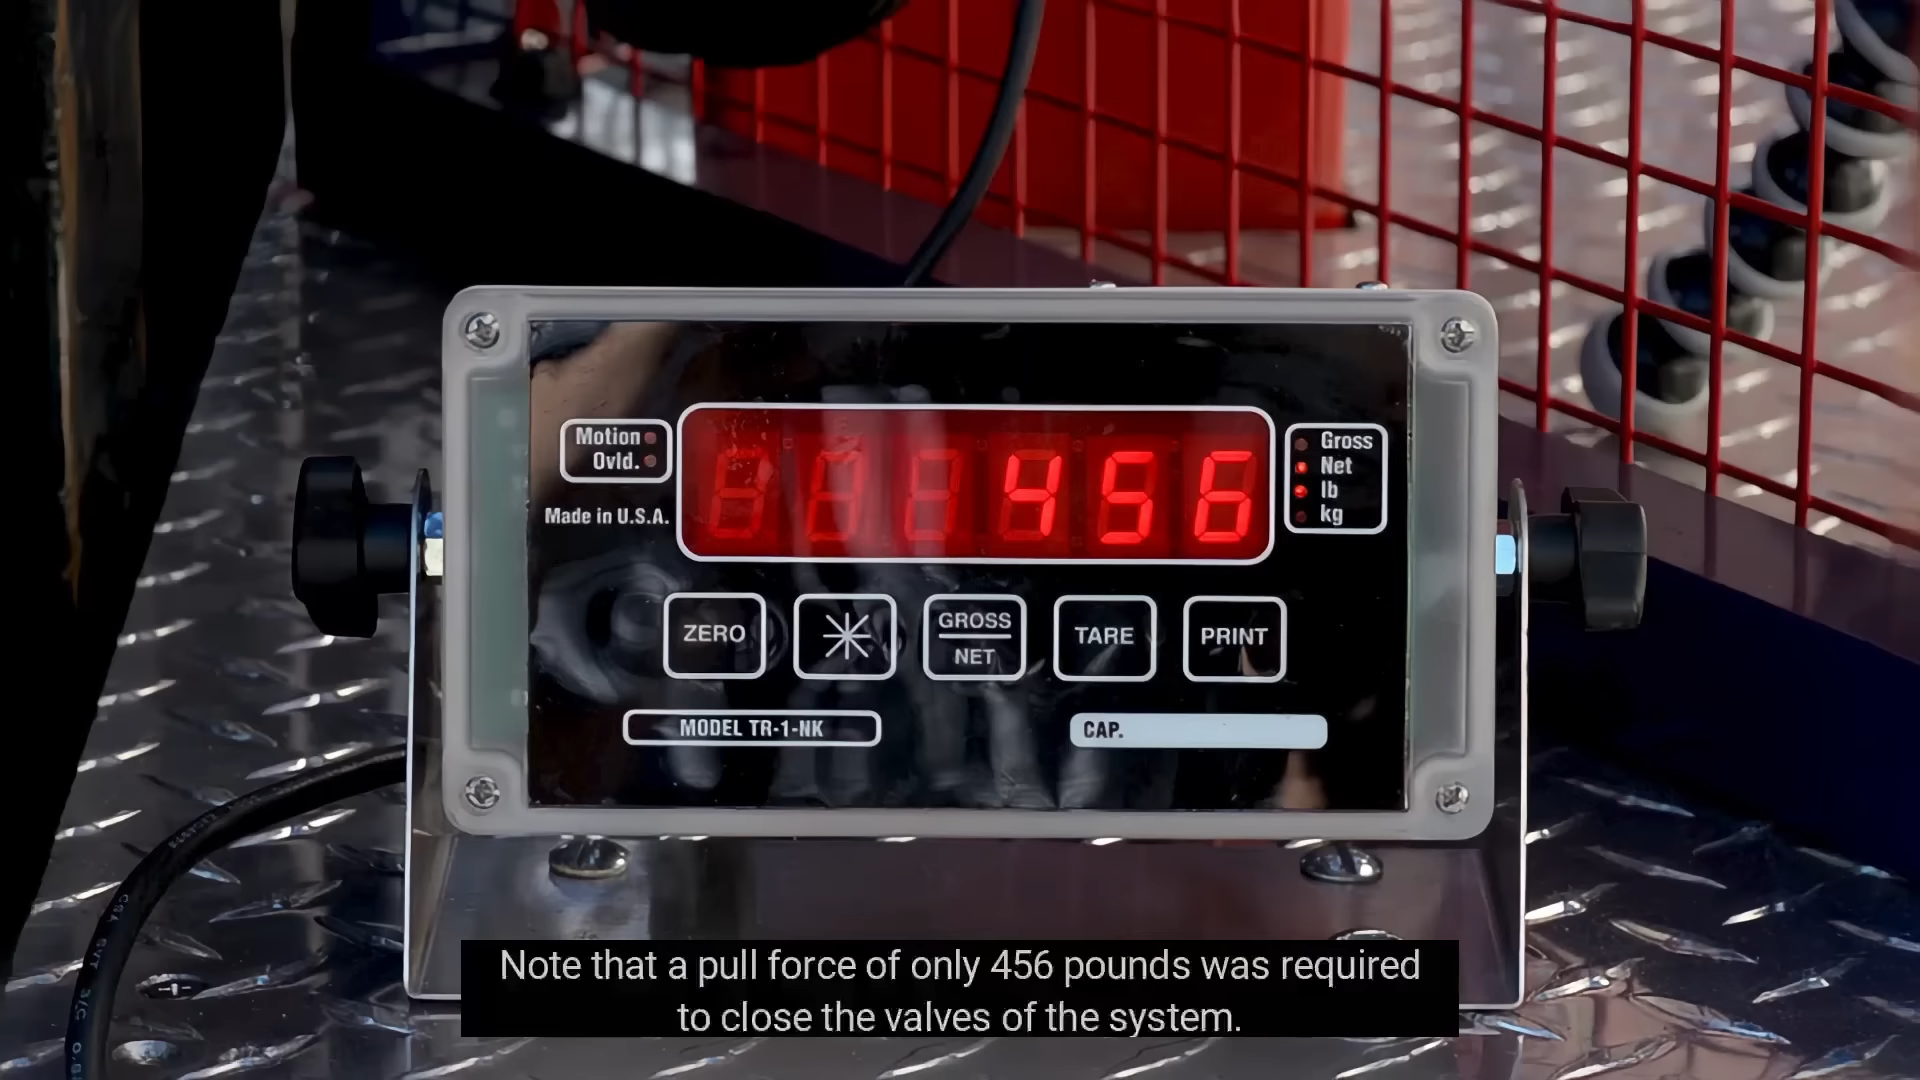 Motion
Ovld.
Made in U.S.A.
456
Gross
Net
lb
kg
ZERO
GROSS
NET
TARE
PRINT
MODEL TR-1-NK
CAP.
Note that a pull force of only 456 pounds was required
to close the valves of the system.